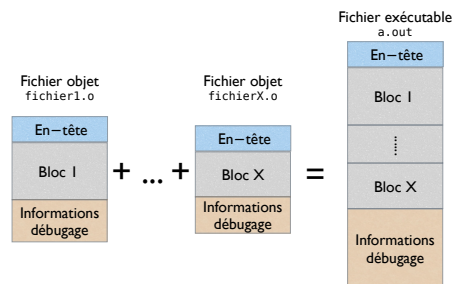 Fichier objet
fichier1.o
En-tête
Bloc 1
Informations
débugage
+ ... +
Fichier objet
fichierX.o
En-tête
Bloc X
Informations
débugage
=
Fichier exécutable
a.out
En-tête
Bloc 1
Bloc X
Informations
débugage